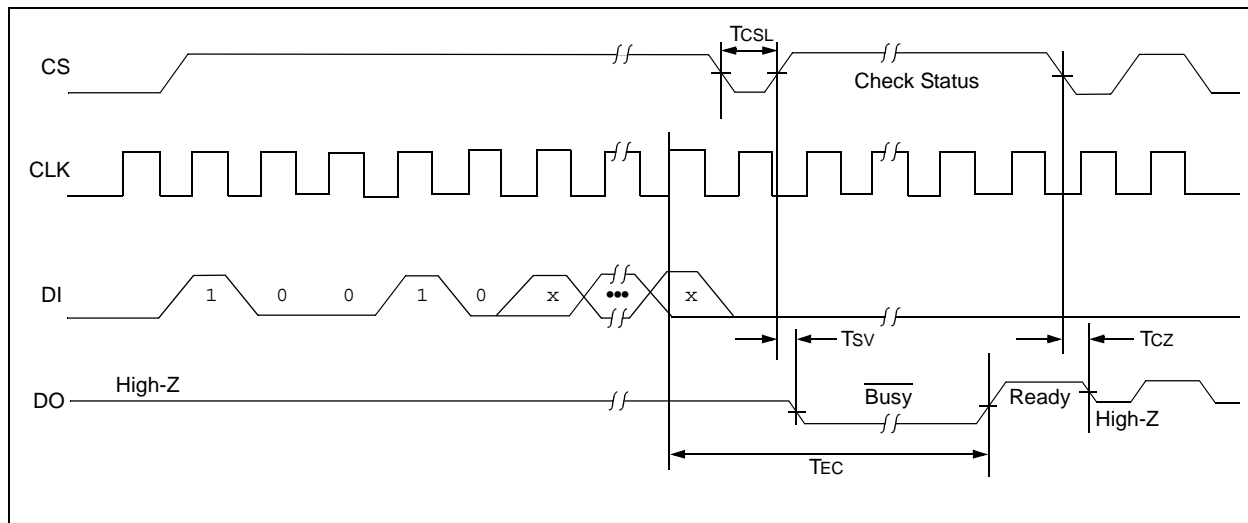 TCSL
CS
Check Status
CLK
DI
1 0 0 1 0 x ••• x
TSV
TCZ
High-Z
DO
Busy
Ready
High-Z
TEC